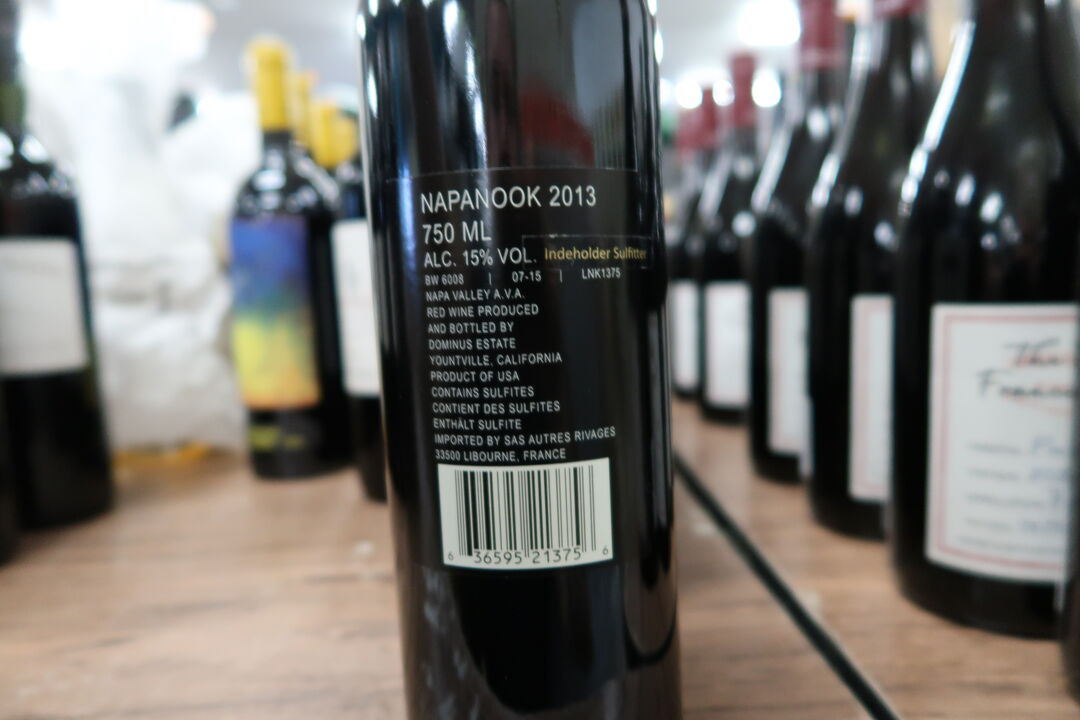 NAPANOOK 2013
750 ML
ALC. 15% VOL. Indeholder Sulfitter
BW 6008 | 07-15 | LNK1375
NAPA VALLEY A.V.A.
RED WINE PRODUCED
AND BOTTLED BY
DOMINUS ESTATE
YOUNTVILLE, CALIFORNIA
PRODUCT OF USA
CONTAINS SULFITES
CONTIENT DES SULFITES
ENTHÄLT SULFITE
IMPORTED BY SAS AUTRES RIVAGES
33500 LIBOURNE, FRANCE
6 36595 21375 6